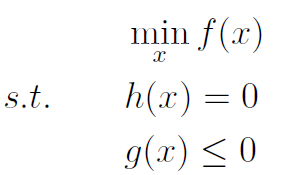 min f(x)
x
s.t. h(x) = 0
g(x) ≤ 0